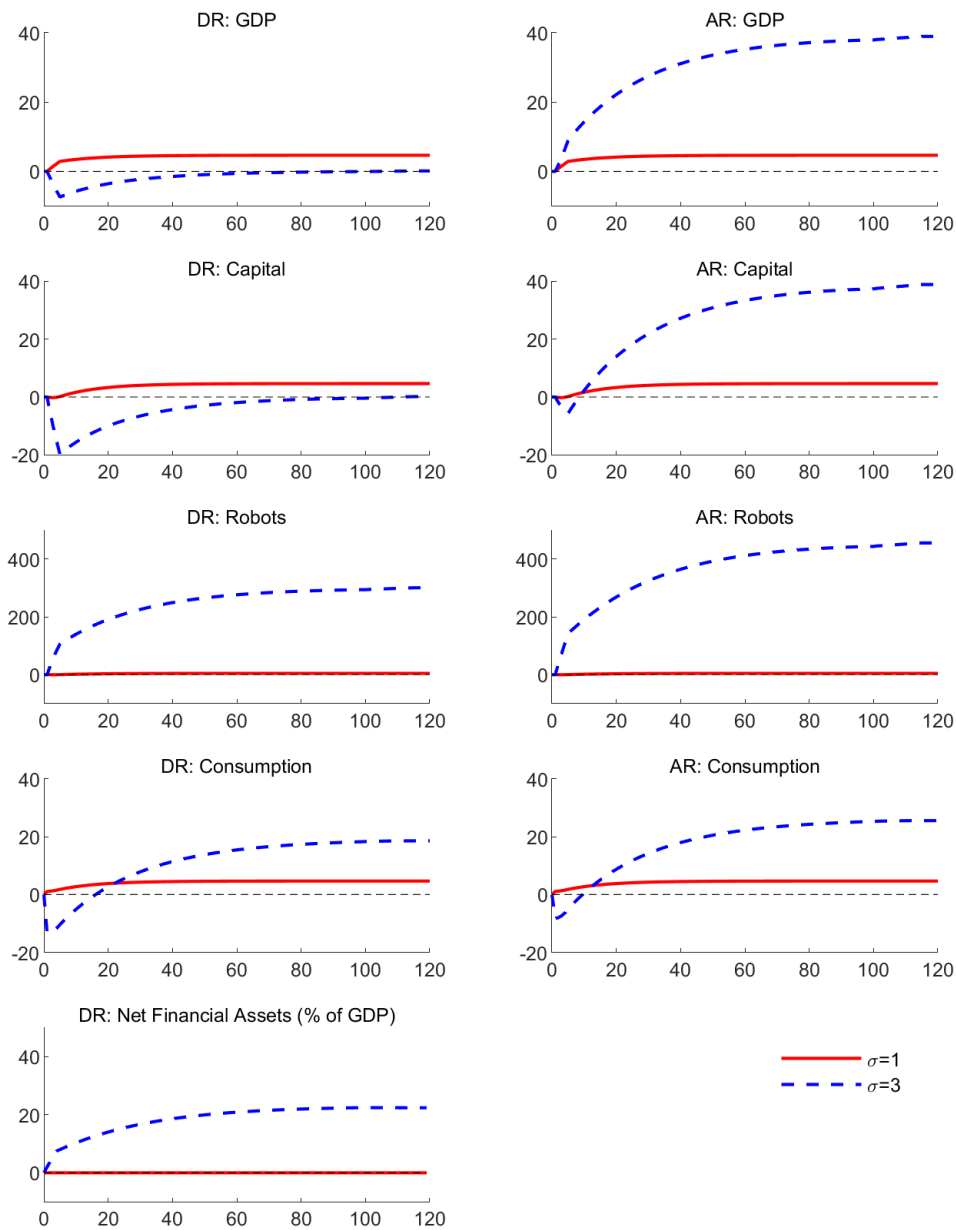 DR: GDP
40
20
0
0 20 40 60 80 100 120
AR: GDP
40
20
0
0 20 40 60 80 100 120
DR: Capital
40
20
0
-20
0 20 40 60 80 100 120
AR: Capital
40
20
0
-20
0 20 40 60 80 100 120
DR: Robots
400
200
0
0 20 40 60 80 100 120
AR: Robots
400
200
0
0 20 40 60 80 100 120
DR: Consumption
40
20
0
-20
0 20 40 60 80 100 120
AR: Consumption
40
20
0
-20
0 20 40 60 80 100 120
DR: Net Financial Assets (% of GDP)
40
20
0
0 20 40 60 80 100 120
σ=1
σ=3